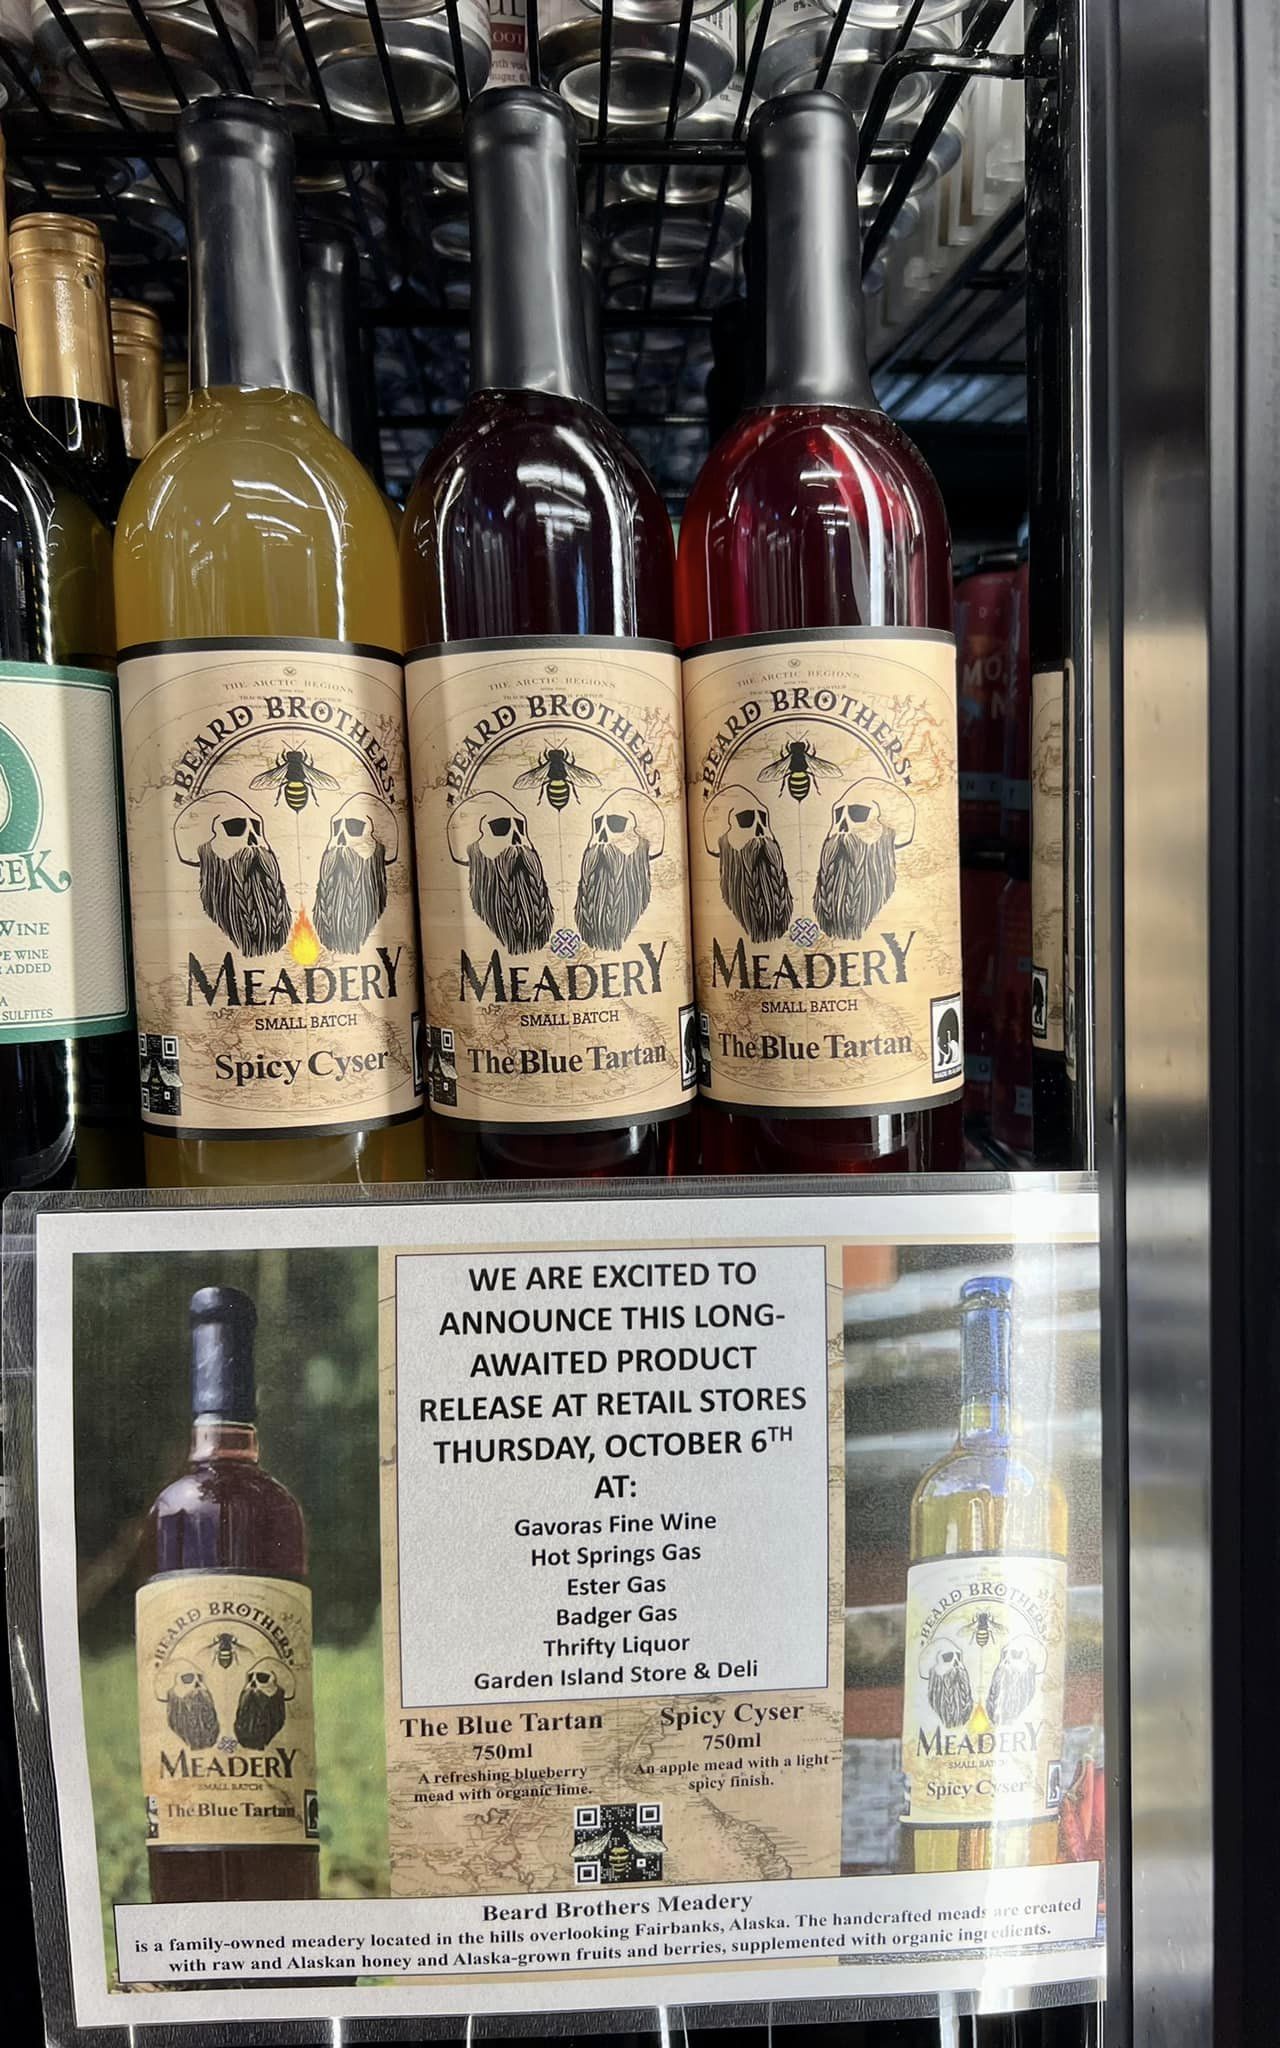 OOT
with vod
sugar, &
EEK
WINE
PE WINE
ADDED
A
SULFITES
THE ARCTIC REGIONS
BEARD BROTHERS
MEADERY
SMALL BATCH
Spicy Cyser
THE ARCTIC REGIONS
BEARD BROTHERS
MEADERY
SMALL BATCH
The Blue Tartan
THE ARCTIC REGIONS
BEARD BROTHERS
MEADERY
SMALL BATCH
The Blue Tartan
WE ARE EXCITED TO
ANNOUNCE THIS LONG-
AWAITED PRODUCT
RELEASE AT RETAIL STORES
THURSDAY, OCTOBER 6TH
AT:
Gavoras Fine Wine
Hot Springs Gas
Ester Gas
Badger Gas
Thrifty Liquor
Garden Island Store & Deli
The Blue Tartan
750ml
A refreshing blueberry
mead with organic lime.
Spicy Cyser
750ml
An apple mead with a light
spicy finish.
BEARD BROTHERS
MEADERY
SMALL BATCH
The Blue Tartan
BEARD BROTHERS
MEADERY
SMALL BATCH
Spicy Cyser
Beard Brothers Meadery
is a family-owned meadery located in the hills overlooking Fairbanks, Alaska. The handcrafted meads are created
with raw and Alaskan honey and Alaska-grown fruits and berries, supplemented with organic ingredients.